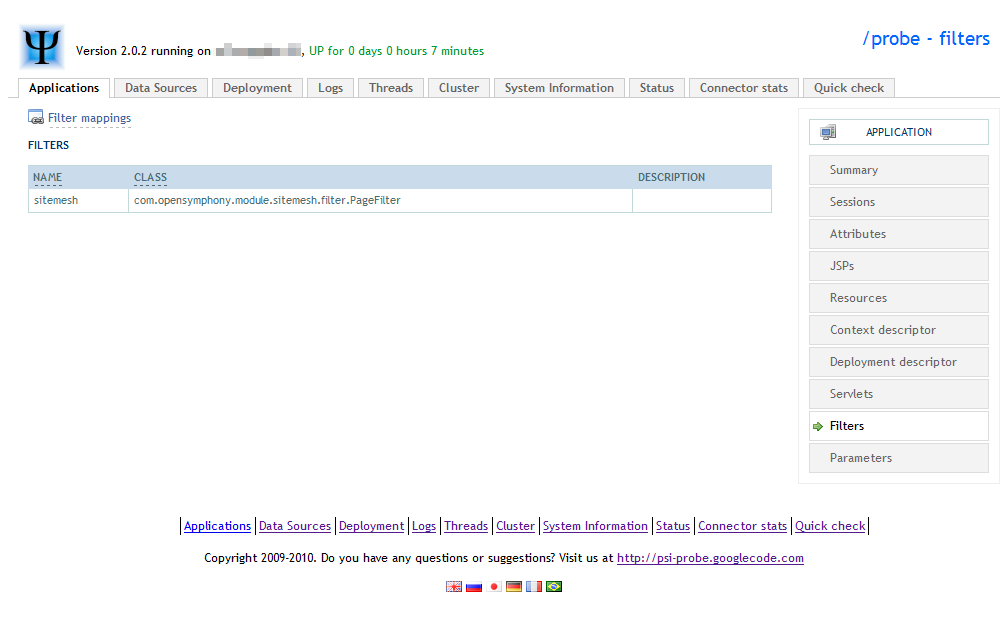 Ψ
Version 2.0.2 running on , UP for 0 days 0 hours 7 minutes
/probe - filters
Applications Data Sources Deployment Logs Threads Cluster System Information Status Connector stats Quick check
Filter mappings
FILTERS
NAME CLASS DESCRIPTION
sitemesh com.opensymphony.module.sitemesh.filter.PageFilter
APPLICATION
Summary
Sessions
Attributes
JSPs
Resources
Context descriptor
Deployment descriptor
Servlets
Filters
Parameters
Applications Data Sources Deployment Logs Threads Cluster System Information Status Connector stats Quick check
Copyright 2009-2010. Do you have any questions or suggestions? Visit us at http://psi-probe.googlecode.com